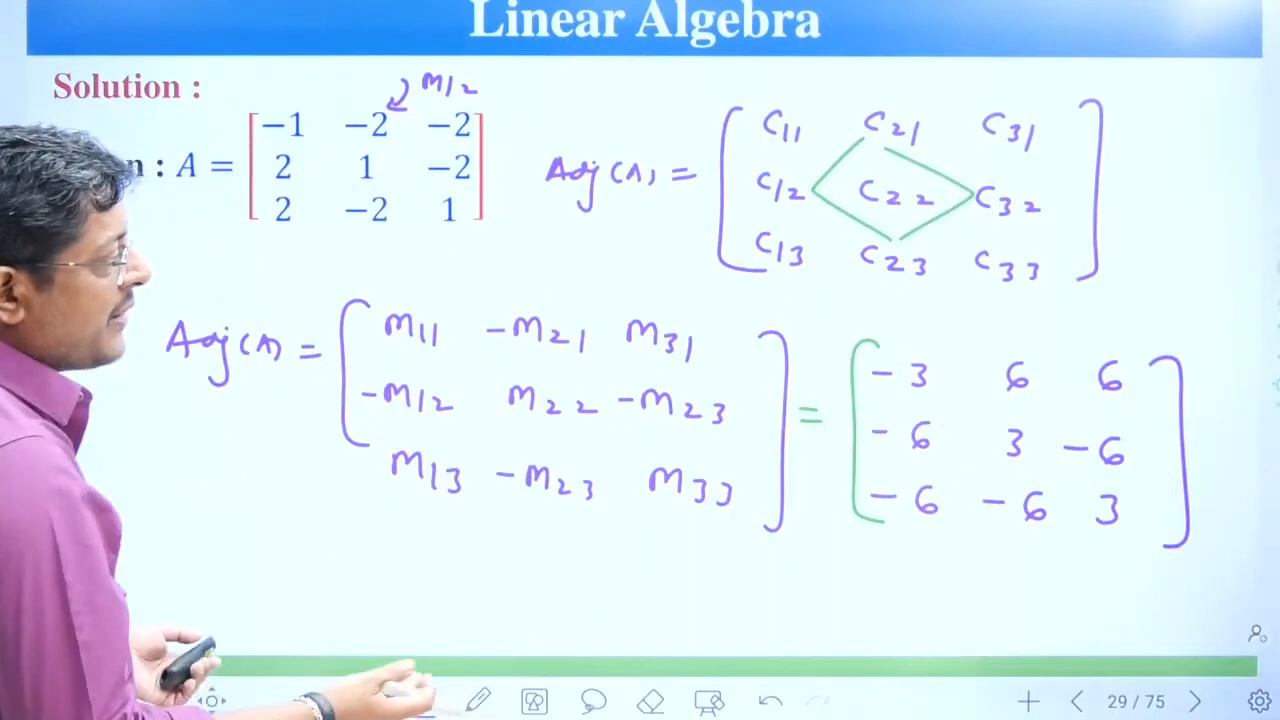 Linear Algebra
Solution :
M12
n : A = [ -1 -2 -2
2 1 -2
2 -2 1 ]
Adj(A) = [ C11 C21 C31
C12 C22 C32
C13 C23 C33 ]
Adj(A) = [ M11 -M21 M31
-M12 M22 -M23
M13 -M23 M33 ]
= [ -3 6 6
-6 3 -6
-6 -6 3 ]
29 / 75